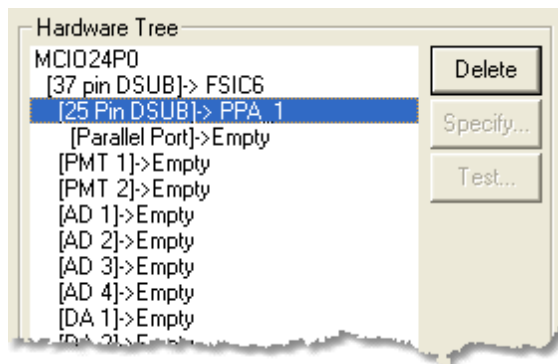 Hardware Tree
MCIO24P0
[37 pin DSUB]-> FSIC6
[25 Pin DSUB]-> PPA_1
[Parallel Port]->Empty
[PMT 1]->Empty
[PMT 2]->Empty
[AD 1]->Empty
[AD 2]->Empty
[AD 3]->Empty
[AD 4]->Empty
[DA 1]->Empty
Delete
Specify...
Test...